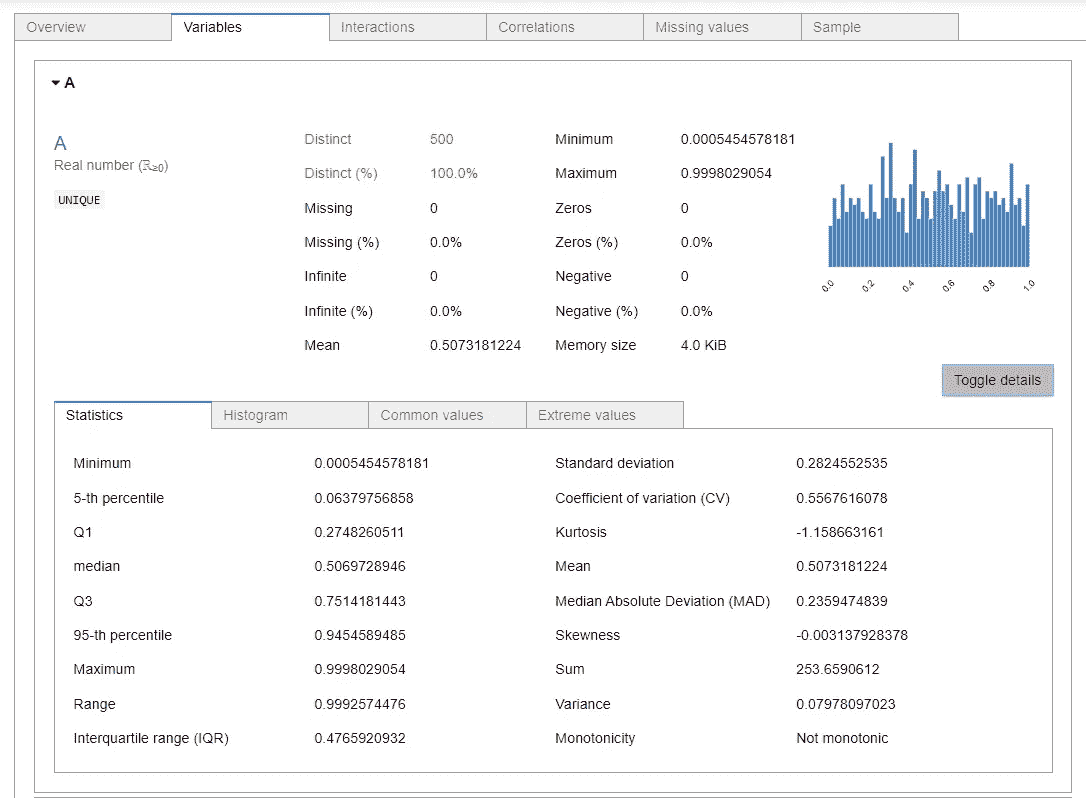 Overview Variables Interactions Correlations Missing values Sample
A
A
Real number (ℝ≥0)
UNIQUE
Distinct 500
Distinct (%) 100.0%
Missing 0
Missing (%) 0.0%
Infinite 0
Infinite (%) 0.0%
Mean 0.5073181224
Minimum 0.0005454578181
Maximum 0.9998029054
Zeros 0
Zeros (%) 0.0%
Negative 0
Negative (%) 0.0%
Memory size 4.0 KiB
0.0 0.2 0.4 0.6 0.8 1.0
Toggle details
Statistics Histogram Common values Extreme values
Minimum 0.0005454578181
5-th percentile 0.06379756858
Q1 0.2748260511
median 0.5069728946
Q3 0.7514181443
95-th percentile 0.9454589485
Maximum 0.9998029054
Range 0.9992574476
Interquartile range (IQR) 0.4765920932
Standard deviation 0.2824552535
Coefficient of variation (CV) 0.5567616078
Kurtosis -1.158663161
Mean 0.5073181224
Median Absolute Deviation (MAD) 0.2359474839
Skewness -0.003137928378
Sum 253.6590612
Variance 0.07978097023
Monotonicity Not monotonic